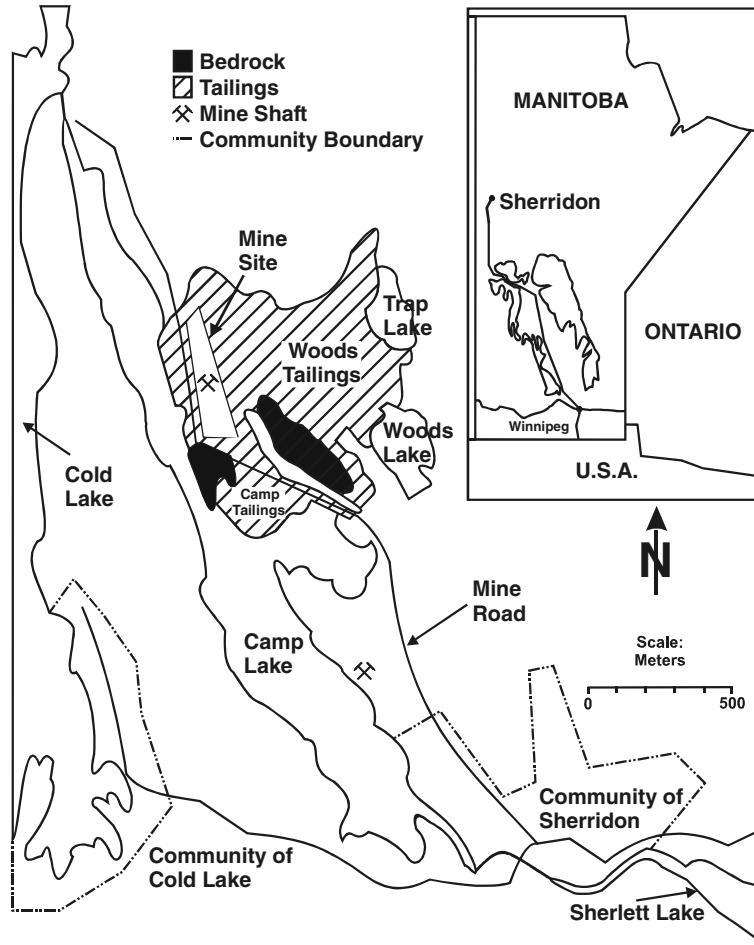 Bedrock
Tailings
Mine Shaft
Community Boundary
MANITOBA
Sherridon
ONTARIO
Winnipeg
U.S.A.
Mine
Site
Trap
Lake
Woods
Tailings
Woods
Lake
Cold
Lake
Camp
Tailings
N
Mine
Road
Camp
Lake
Scale:
Meters
0 500
Community of
Sherridon
Community of
Cold Lake
Sherlett Lake